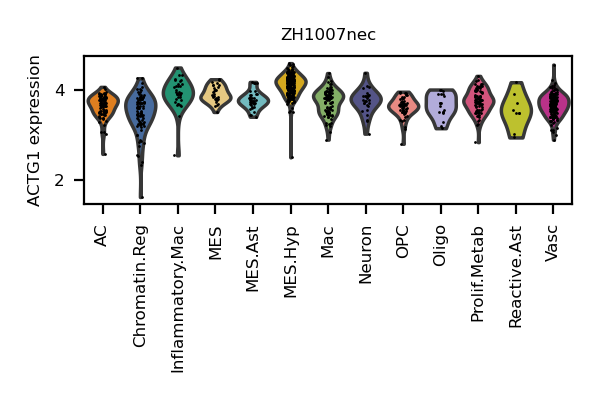 ZH1007nec
ACTG1 expression
4
2
AC
Chromatin.Reg
Inflammatory.Mac
MES
MES.Ast
MES.Hyp
Mac
Neuron
OPC
Oligo
Prolif.Metab
Reactive.Ast
Vasc